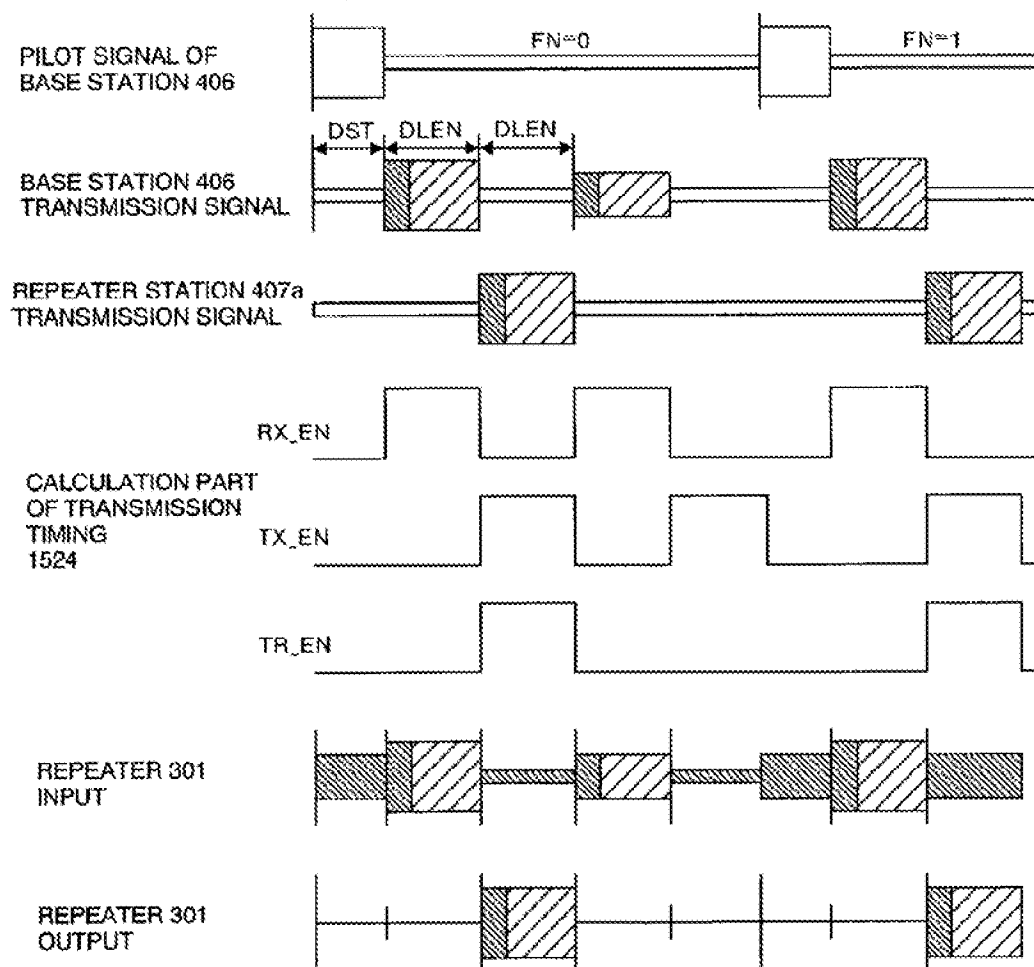 FN=0
FN=1
PILOT SIGNAL OF
BASE STATION 406
DST
DLEN
DLEN
BASE STATION 406
TRANSMISSION SIGNAL
REPEATER STATION 407a
TRANSMISSION SIGNAL
RX_EN
CALCULATION PART
OF TRANSMISSION
TIMING
1524
TX_EN
TR_EN
REPEATER 301
INPUT
REPEATER 301
OUTPUT